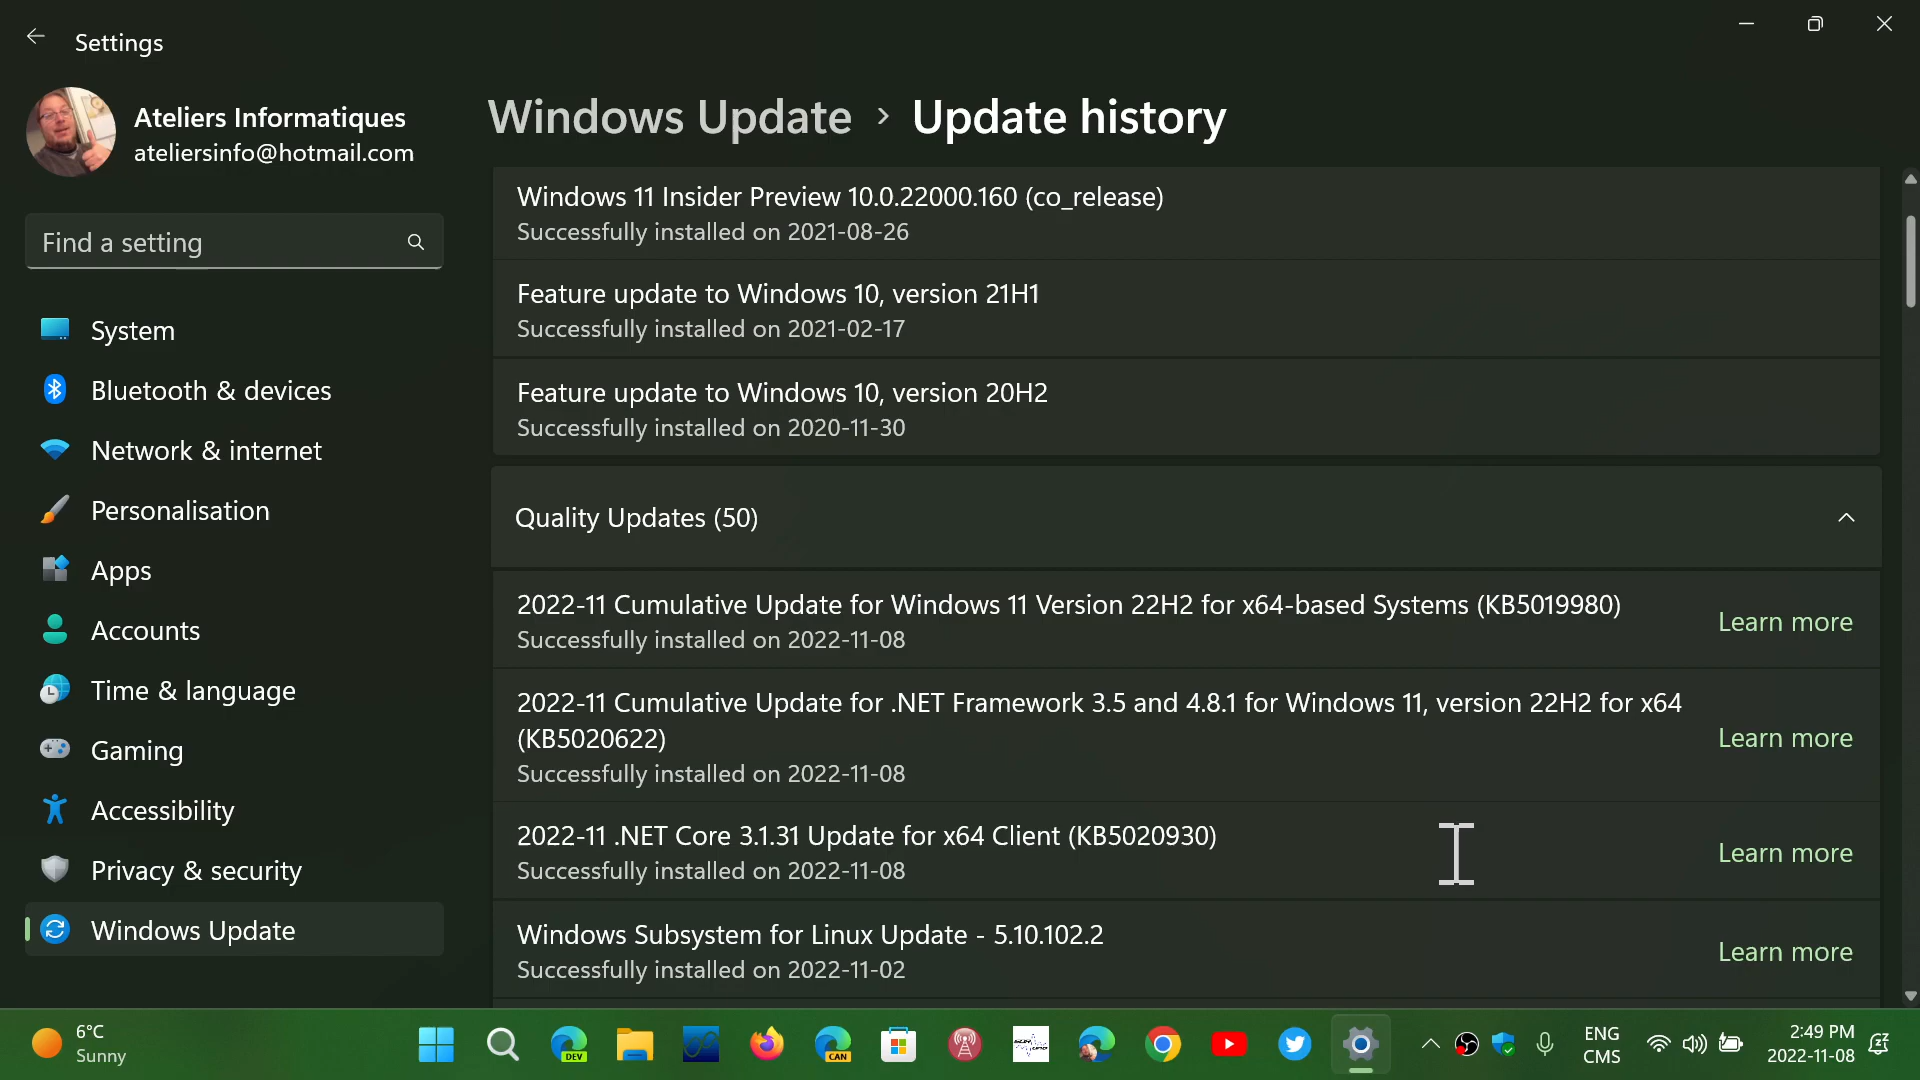 Settings
Ateliers Informatiques
ateliersinfo@hotmail.com
Find a setting
System
Bluetooth & devices
Network & internet
Personalisation
Apps
Accounts
Time & language
Gaming
Accessibility
Privacy & security
Windows Update
Windows Update > Update history
Windows 11 Insider Preview 10.0.22000.160 (co_release)
Successfully installed on 2021-08-26
Feature update to Windows 10, version 21H1
Successfully installed on 2021-02-17
Feature update to Windows 10, version 20H2
Successfully installed on 2020-11-30
Quality Updates (50)
2022-11 Cumulative Update for Windows 11 Version 22H2 for x64-based Systems (KB5019980)
Successfully installed on 2022-11-08
Learn more
2022-11 Cumulative Update for .NET Framework 3.5 and 4.8.1 for Windows 11, version 22H2 for x64
(KB5020622)
Successfully installed on 2022-11-08
Learn more
2022-11 .NET Core 3.1.31 Update for x64 Client (KB5020930)
Successfully installed on 2022-11-08
Learn more
Windows Subsystem for Linux Update - 5.10.102.2
Successfully installed on 2022-11-02
Learn more
6°C
Sunny
DEV
CAN
ENG
CMS
2:49 PM
2022-11-08